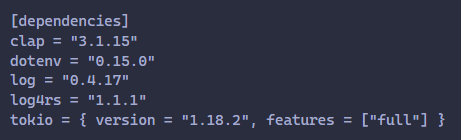 [dependencies]
clap = "3.1.15"
dotenv = "0.15.0"
log = "0.4.17"
log4rs = "1.1.1"
tokio = { version = "1.18.2", features = ["full"] }